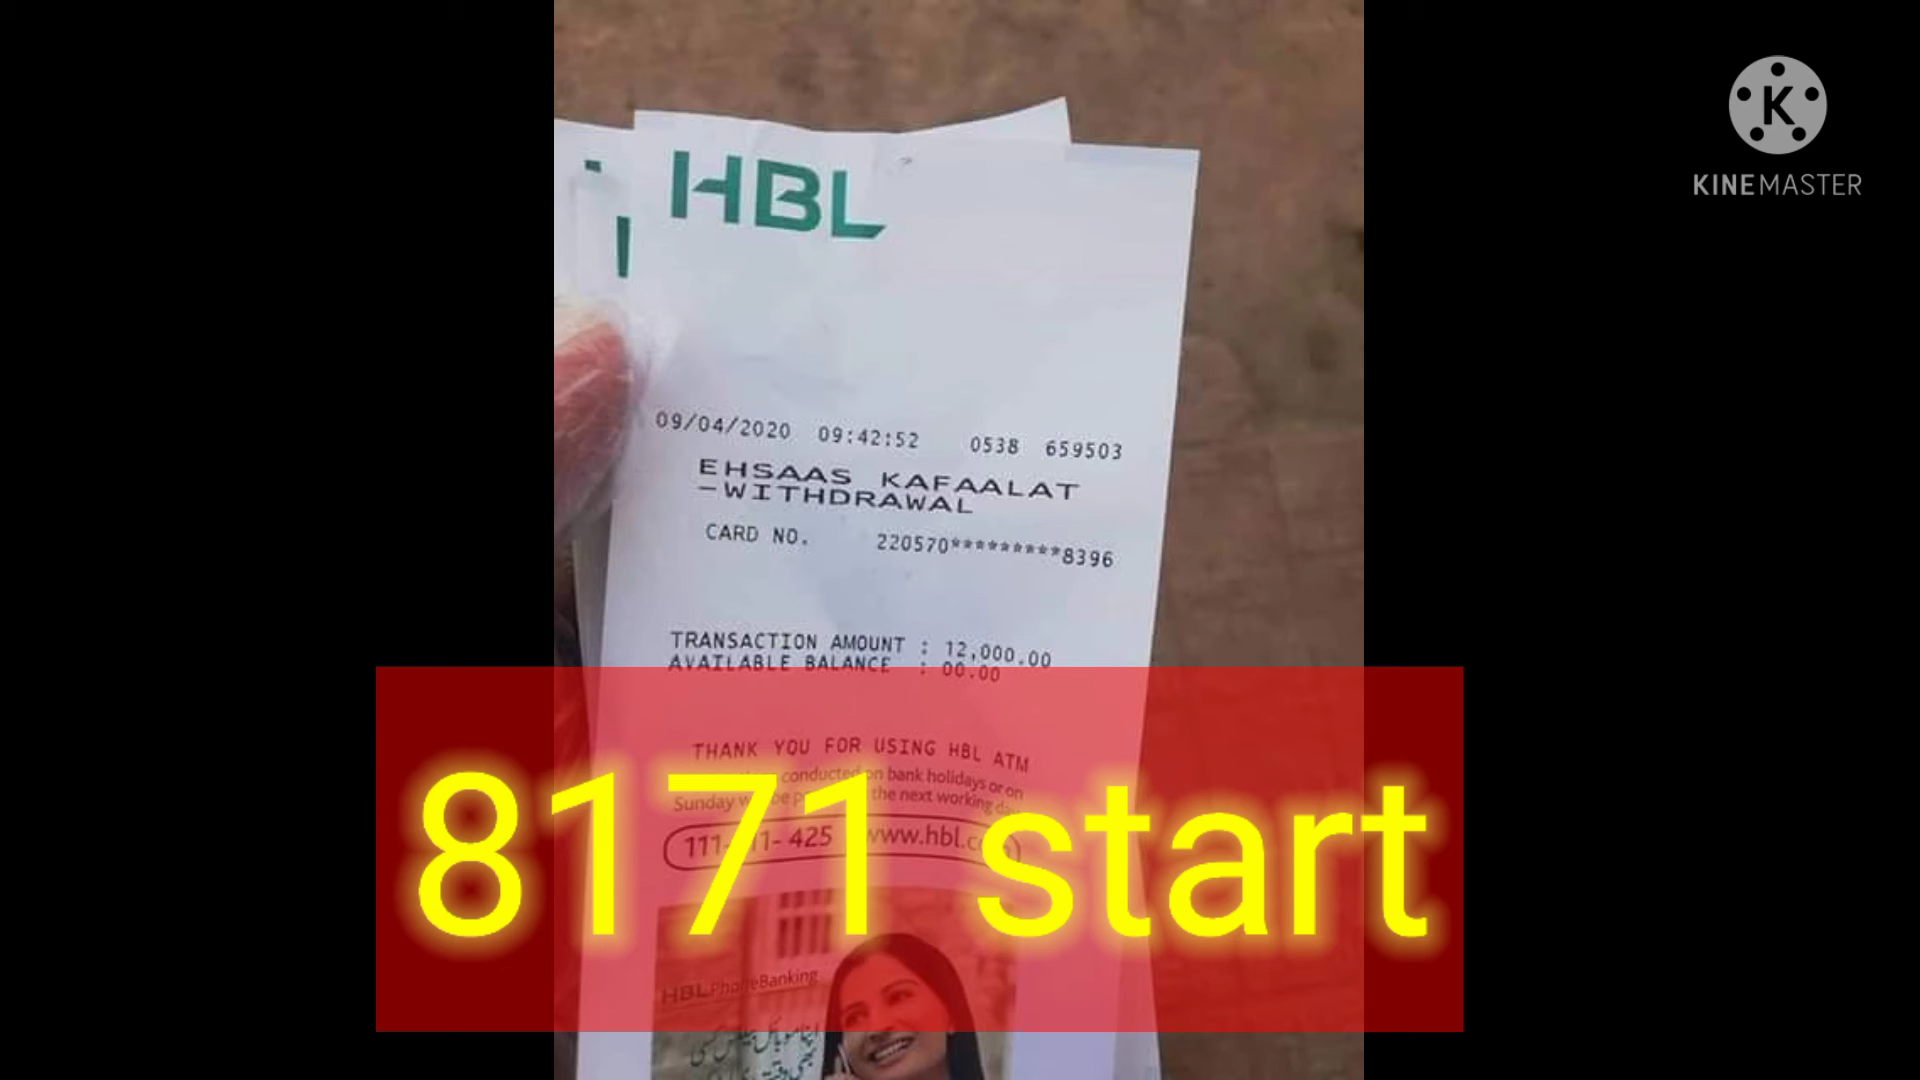 HBL
KINEMASTER
09/04/2020 09:42:52 0538 659503
EHSAAS KAFAALAT
-WITHDRAWAL
CARD NO. 220570*********8396
TRANSACTION AMOUNT : 12,000.00
AVAILABLE BALANCE : 00.00
THANK YOU FOR USING HBL ATM
conducted on bank holidays or on
Sunday the next working
8171 start
425 www.hbl.
HBL PhoneBanking